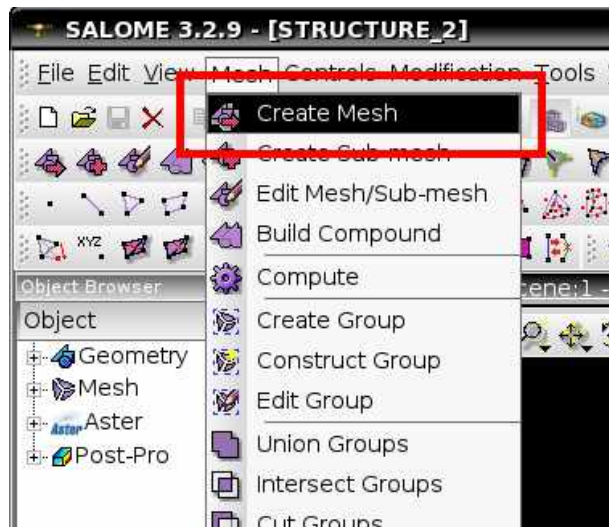 SALOME 3.2.9 - [STRUCTURE_2]
File Edit View Mesh Controls Modification Tools
Create Mesh
Create Sub-mesh
Edit Mesh/Sub-mesh
XYZ
Build Compound
Object Browser
Compute
cene:1 -
Object
Create Group
Geometry
Construct Group
Mesh
Edit Group
Aster Aster
Post-Pro
Union Groups
Intersect Groups
Cut Groups